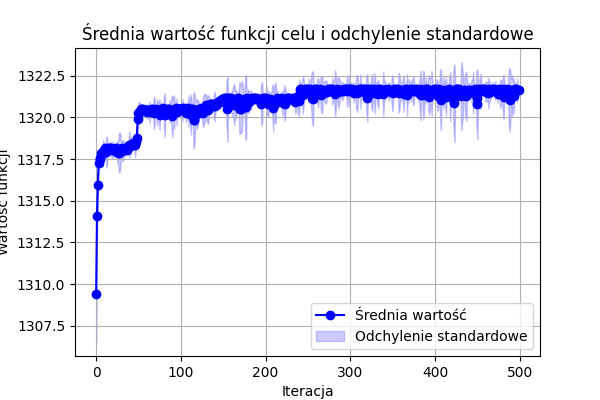 Średnia wartość funkcji celu i odchylenie standardowe
1322.5
1320.0
1317.5
1315.0
1312.5
1310.0
1307.5
Wartość funkcji
0
100
200
300
400
500
Iteracja
Średnia wartość
Odchylenie standardowe